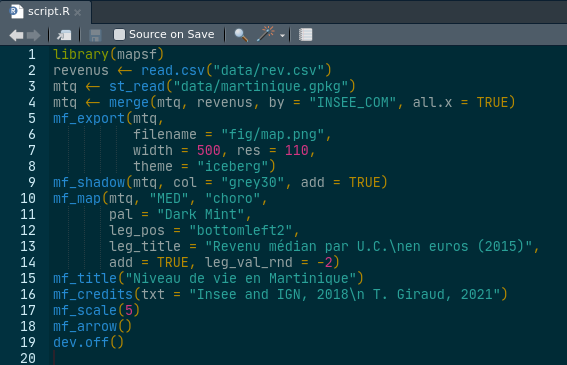 script.R
Source on Save
1 library(mapsf)
2 revenus <- read.csv("data/rev.csv")
3 mtq <- st_read("data/martinique.gpkg")
4 mtq <- merge(mtq, revenus, by = "INSEE_COM", all.x = TRUE)
5 mf_export(mtq,
6 filename = "fig/map.png",
7 width = 500, res = 110,
8 theme = "iceberg")
9 mf_shadow(mtq, col = "grey30", add = TRUE)
10 mf_map(mtq, "MED", "choro",
11 pal = "Dark Mint",
12 leg_pos = "bottomleft2",
13 leg_title = "Revenu médian par U.C.\nen euros (2015)",
14 add = TRUE, leg_val_rnd = -2)
15 mf_title("Niveau de vie en Martinique")
16 mf_credits(txt = "Insee and IGN, 2018\n T. Giraud, 2021")
17 mf_scale(5)
18 mf_arrow()
19 dev.off()
20